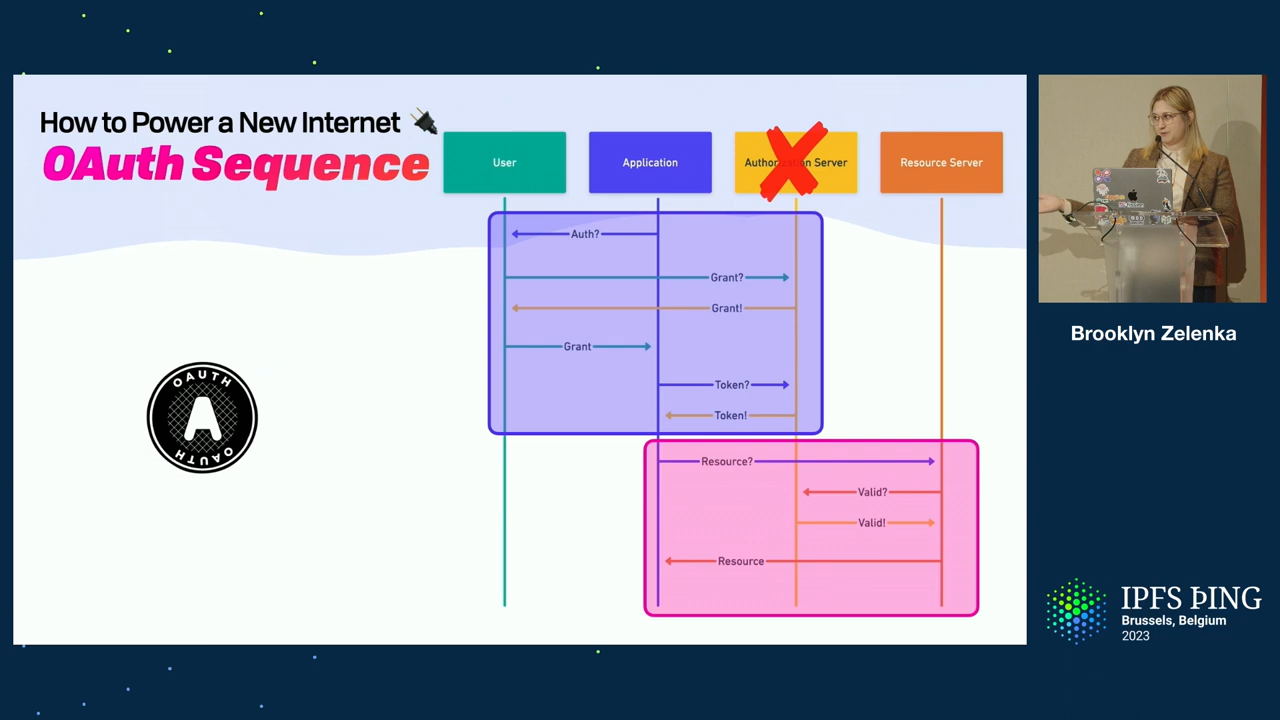 How to Power a New Internet
OAuth Sequence
User
Application
Server
Resource Server
Auth?
Grant?
Grant!
Grant
Token?
Token!
Resource?
Valid?
Valid!
Resource
OAUTH
A
OAUTH
Brooklyn Zelenka
IPFS ÞING
Brussels, Belgium
2023